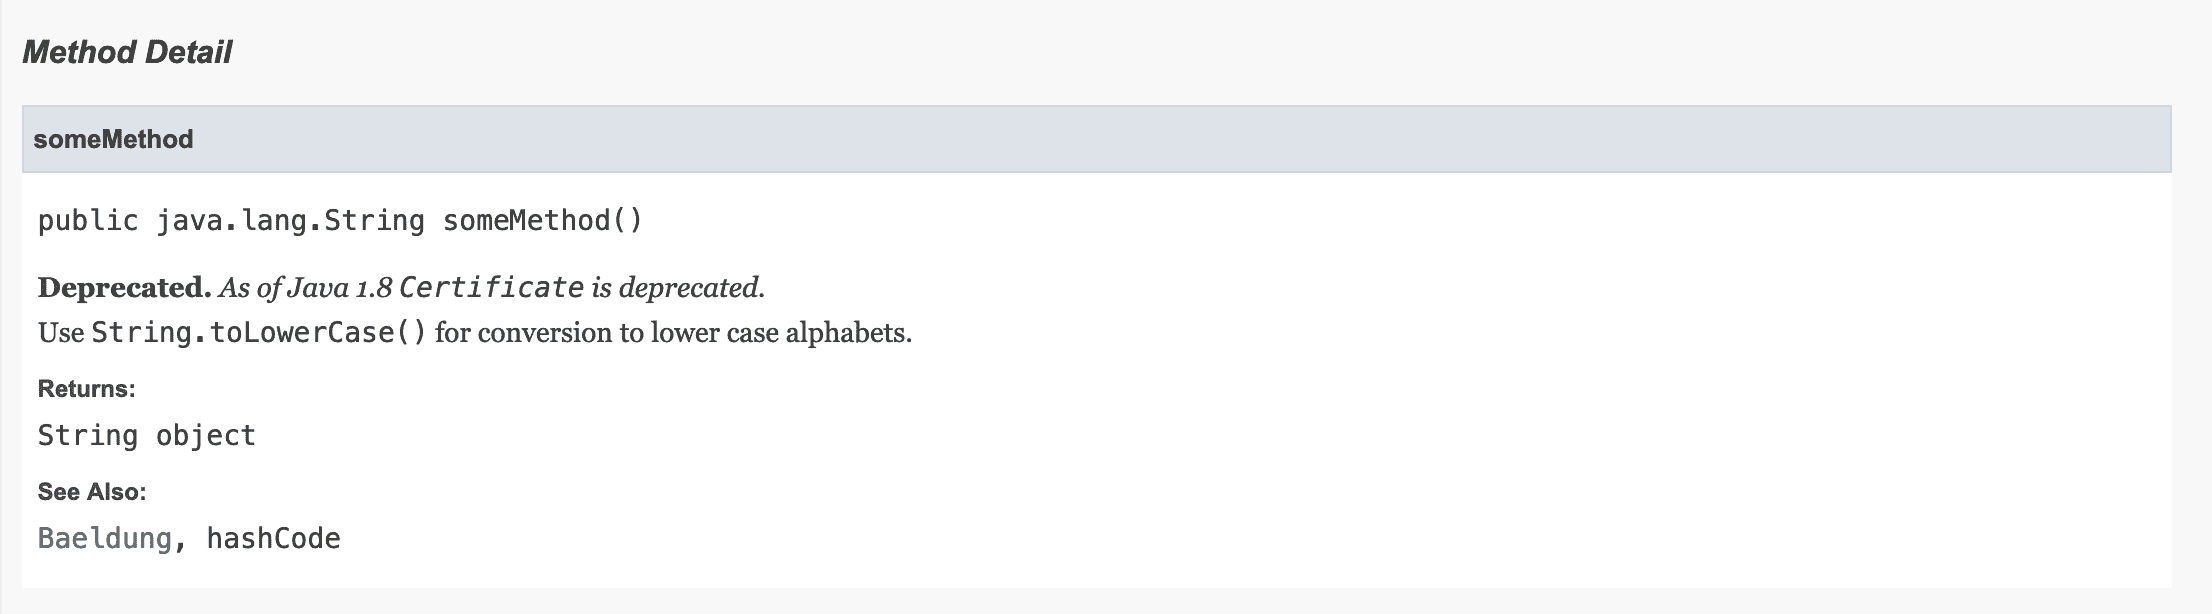 Method Detail
someMethod
public java.lang.String someMethod()
Deprecated. As of Java 1.8 Certificate is deprecated.
Use String.toLowerCase() for conversion to lower case alphabets.
Returns:
String object
See Also:
Baeldung, hashCode